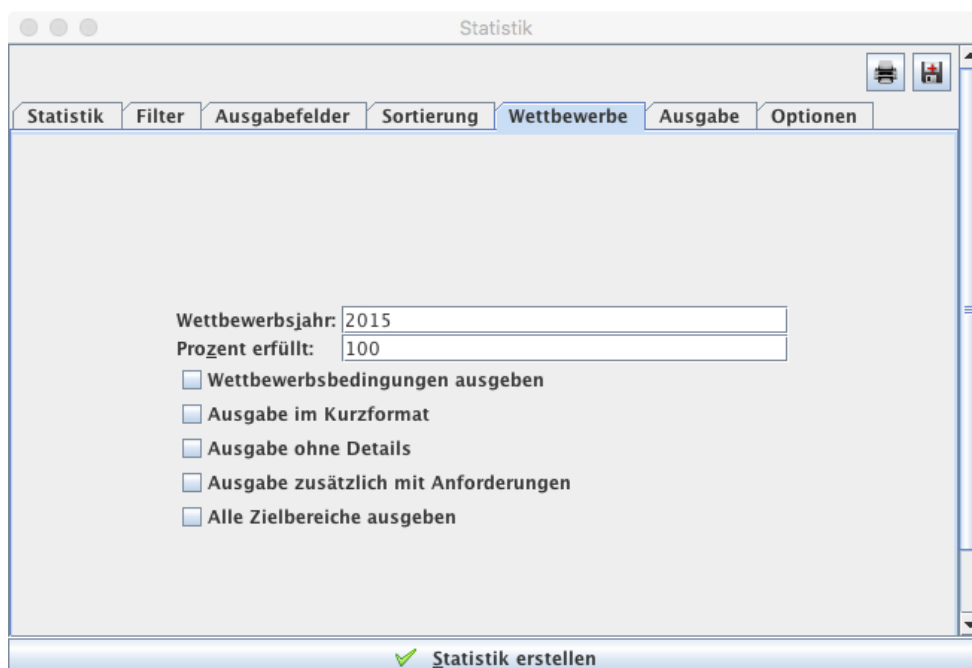 Statistik
Statistik Filter Ausgabefelder Sortierung Wettbewerbe Ausgabe Optionen
Wettbewerbsjahr: 2015
Prozent erfüllt: 100
Wettbewerbsbedingungen ausgeben
Ausgabe im Kurzformat
Ausgabe ohne Details
Ausgabe zusätzlich mit Anforderungen
Alle Zielbereiche ausgeben
Statistik erstellen